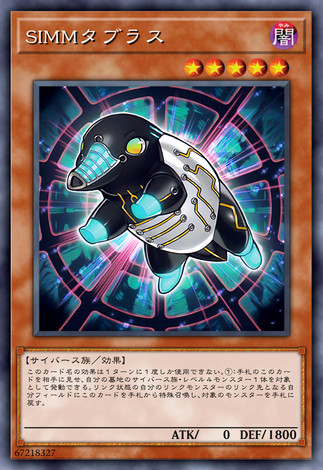 SIMMタブラス
闇
やみ
【サイバース族／効果】
このカード名の効果は１ターンに１度しか使用できない。①:手札のこのカー
ドを相手に見せ、自分の墓地のサイバース族・レベル４モンスター１体を対象
として発動できる。リンク状態の自分のリンクモンスターのリンク先となる自
分フィールドにこのカードを手札から特殊召喚し、対象のモンスターを手札に
戻す。
ATK/ 0 DEF/1800
67218327